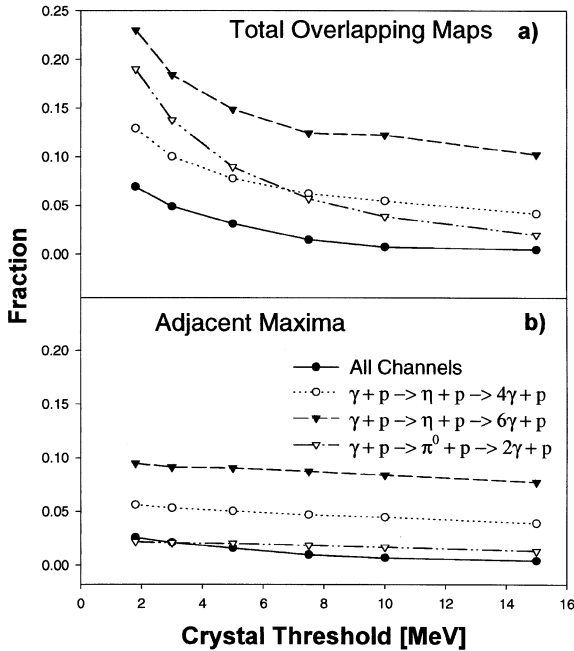 Total Overlapping Maps a)
0.25
0.20
0.15
0.10
0.05
0.00
Fraction
Adjacent Maxima b)
0.20
0.15
0.10
0.05
0.00
All Channels
γ + p –> η + p –> 4γ + p
γ + p –> η + p –> 6γ + p
γ + p –> π⁰ + p –> 2γ + p
0 2 4 6 8 10 12 14 16
Crystal Threshold [MeV]